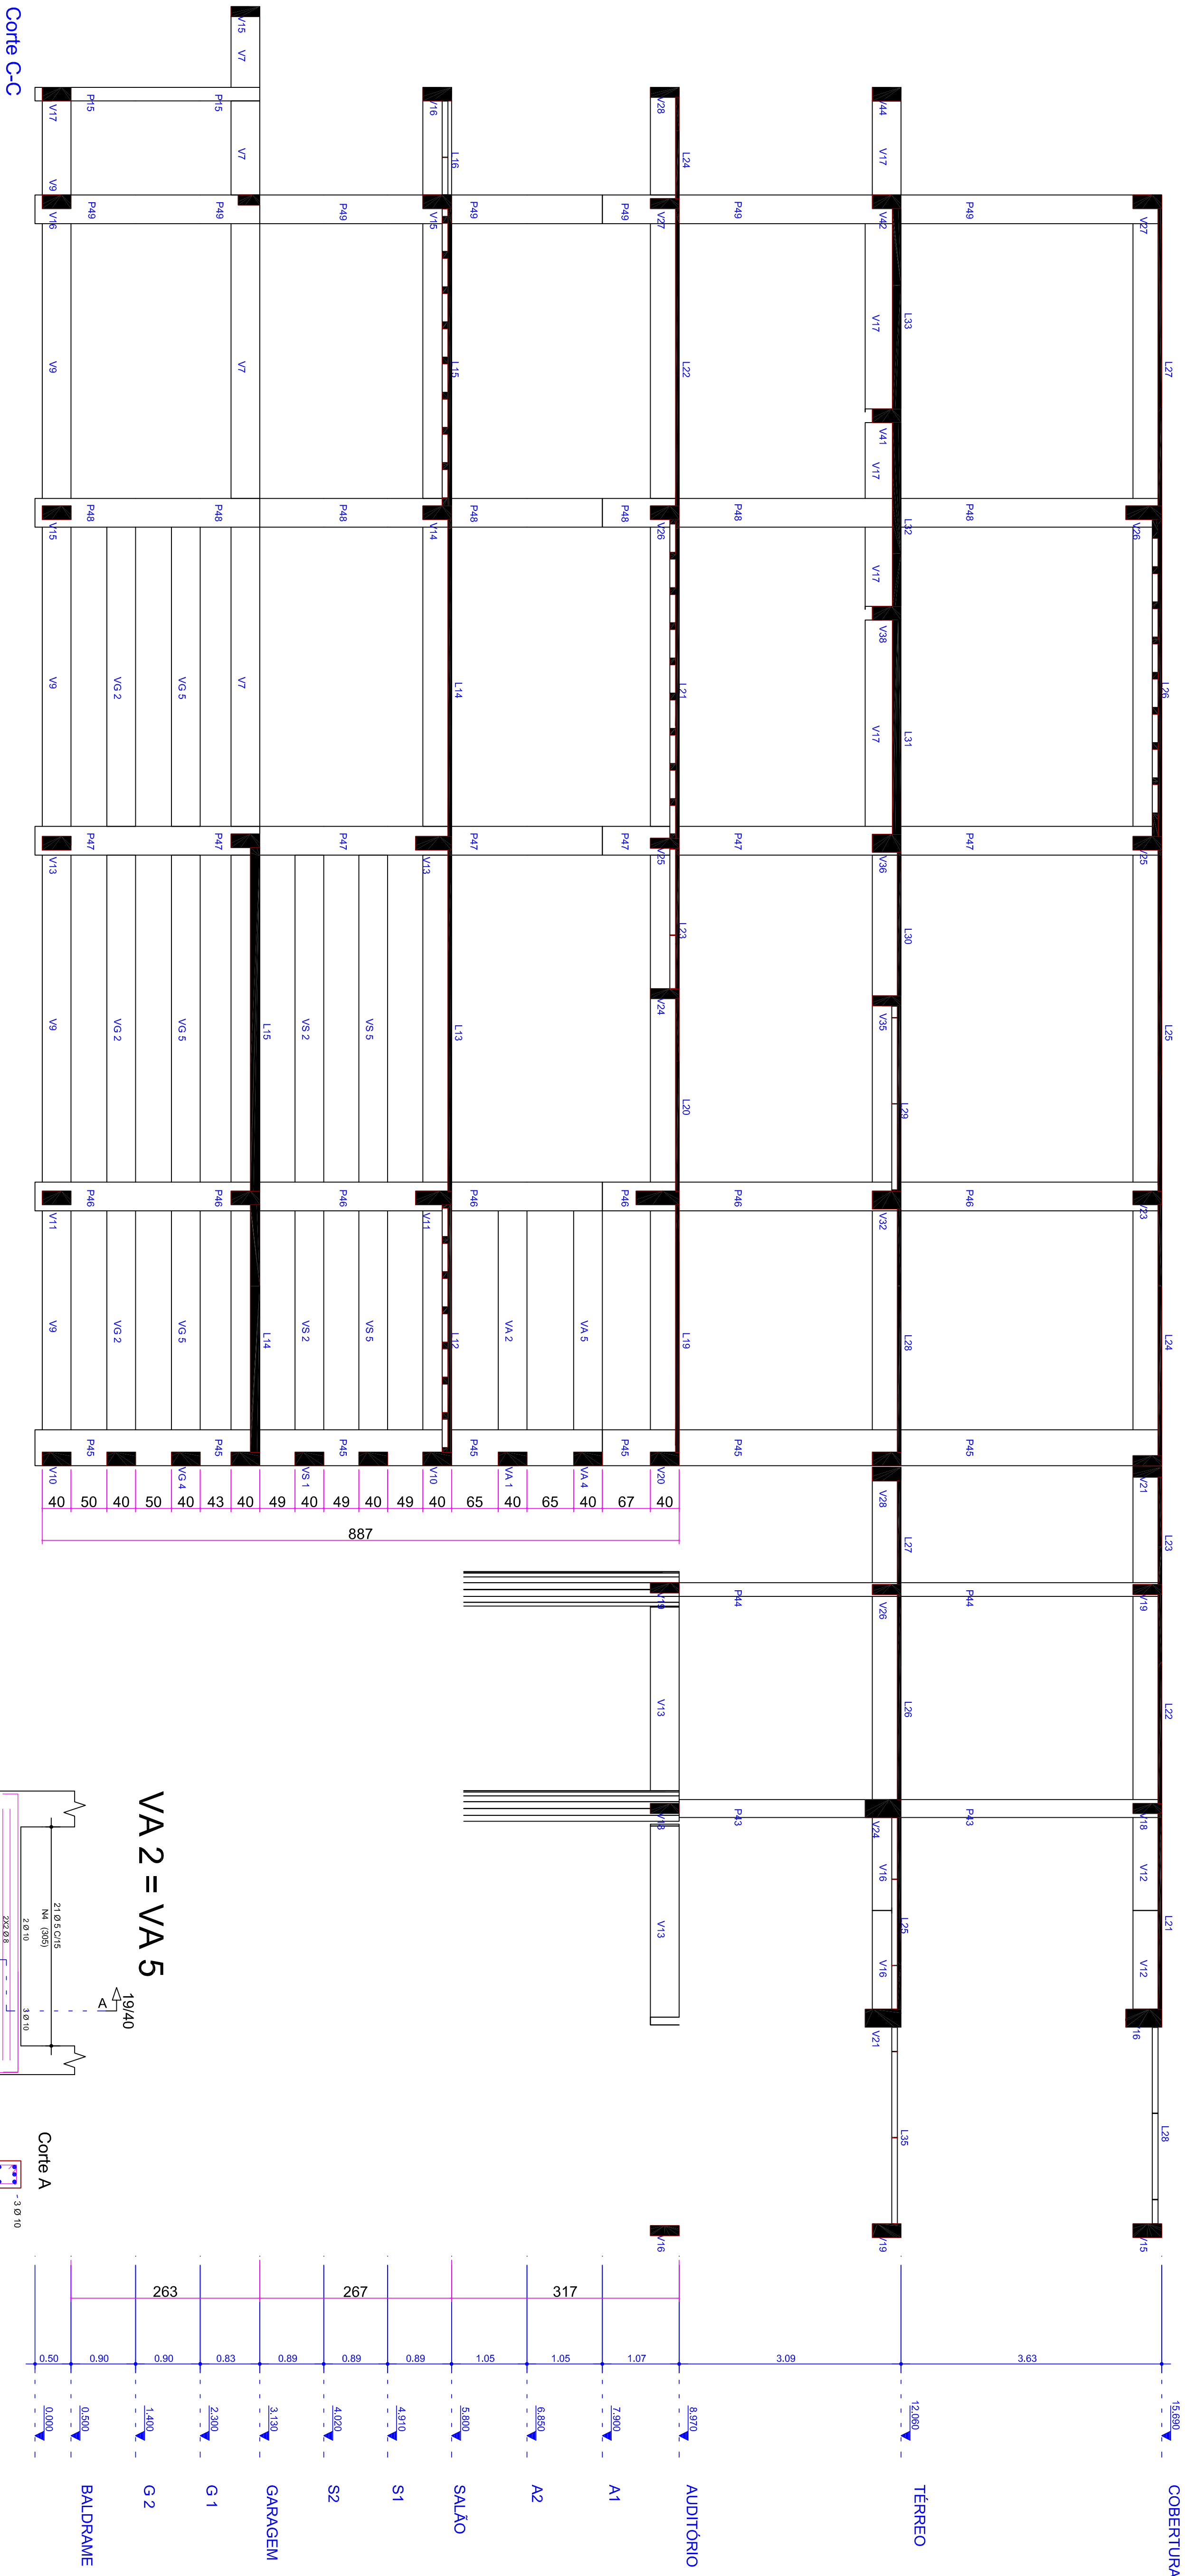 L27 L26 L25 L24 L23 L22 L21 L28
V27 V26 V25 V23 V21 V19 V18 V12 V12 16 V15
P49 P48 P47 P46 P45 P44 P43
L33 L32 L31 L30 L29 L28 L27 L26 L25 L35
V44 V42 V41 V38 V36 V35 V32 V28 V26 V24 V21 V19
V17 V17 V17 V17 V17 V16 V16
P49 P48 P47 P46 P45 P44 P43
L24 L22 L21 L23 L20 L19
V28 V27 V26 V25 V24 V20 V19 V13 V18 V13 V16
P49 P48 P47 P46 P45
VA 5 VA 4
VA 2 VA 1
P49 P48 P47 P46 P45
L16 L15 L14 L13 L12
V16 V15 V14 V13 V11 V10
VS 5 VS 5
P49 P48 P47 P46 P45
VS 2 VS 2 VS 1
L15 L14
V15 V7 V7 V7 V7
P15 P49 P48 P47 P46 P45
VG 5 VG 5 VG 5 VG 4
VG 2 VG 2 VG 2
P15 P49 P48 P47 P46 P45
V17 V9 V16 V9 V15 V9 V13 V9 V11 V9 V10
Corte C-C
40 50 40 50 40 43 40 49 40 49 40 49 40 65 40 65 40 67 40
887
VA 2 = VA 5
19/40
A
21 Ø 5 C/15
N4 (305)
2 Ø 10
3 Ø 10
2X2 Ø 8
Corte A
3 Ø 10
263 267 317
0.50 0.90 0.90 0.83 0.89 0.89 0.89 1.05 1.05 1.07 3.09 3.63
15.690 COBERTURA
12.060 TÉRREO
8.970 AUDITÓRIO
7.900 A1
6.850 A2
5.800 SALÃO
4.910 S1
4.020 S2
3.130 GARAGEM
2.300 G 1
1.400 G 2
0.500 BALDRAME
0.000